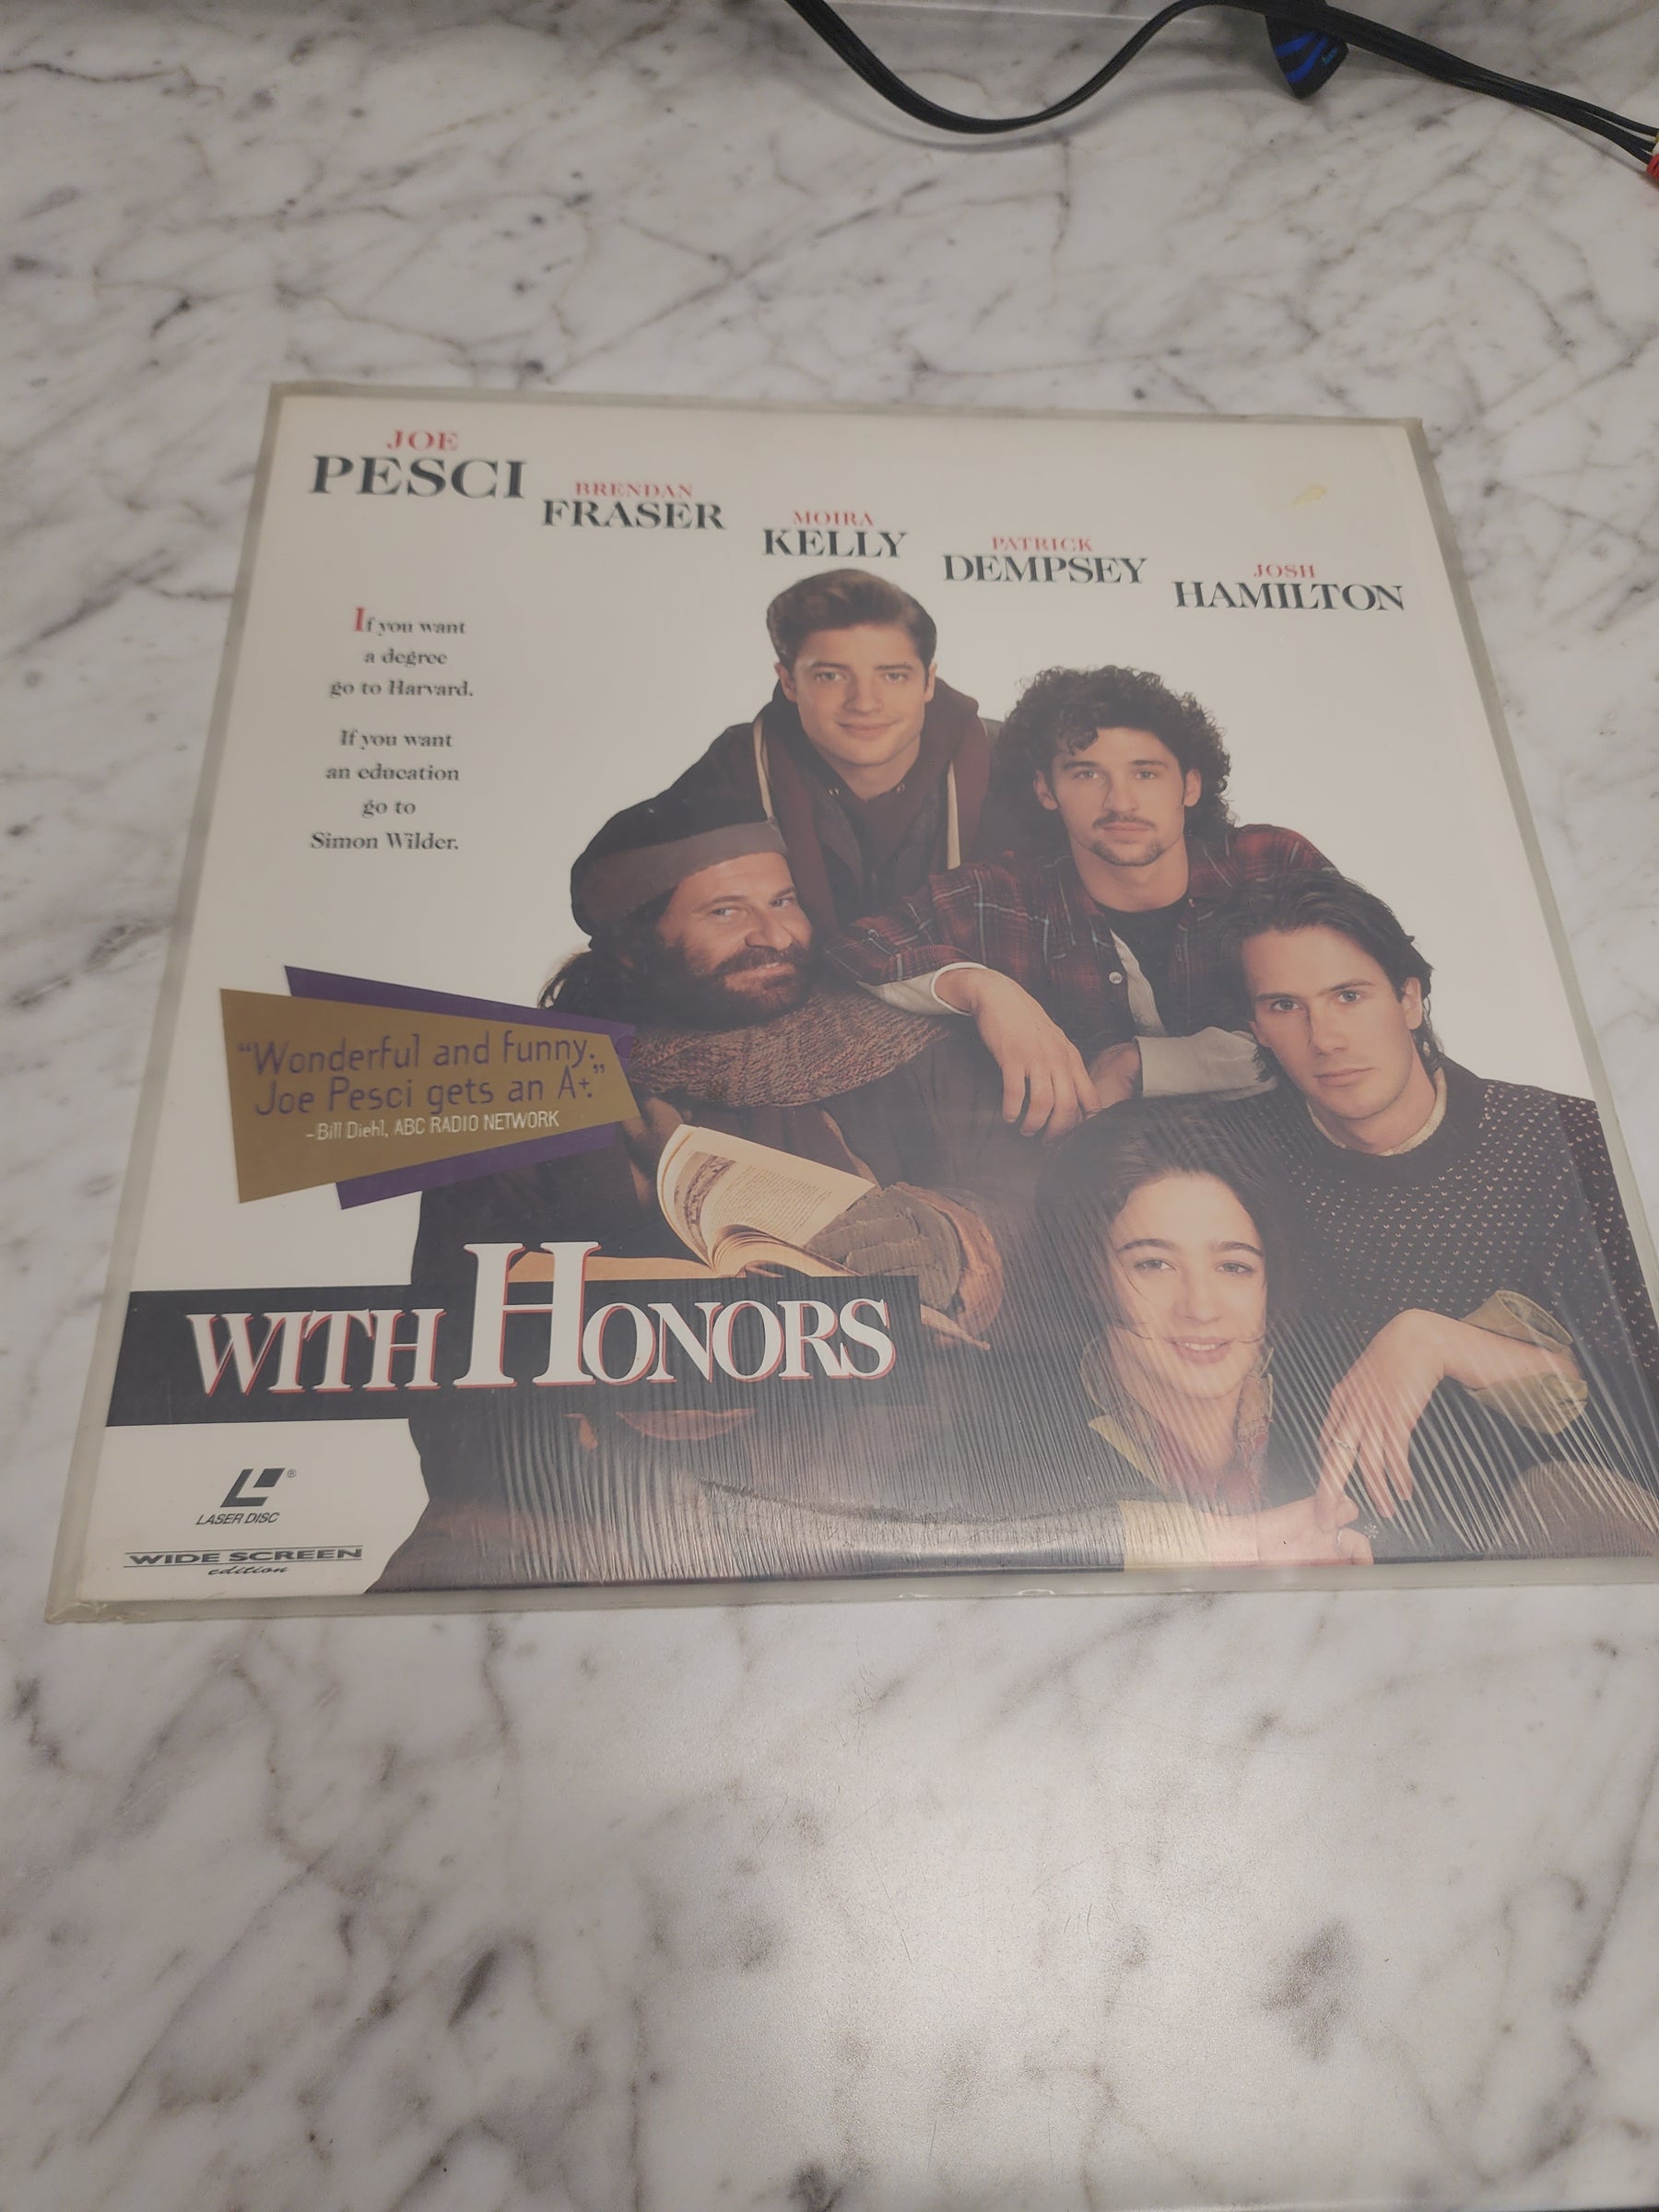 JOE
PESCI
BRENDAN
FRASER
MOIRA
KELLY
PATRICK
DEMPSEY
JOSH
HAMILTON
If you want
a degree
go to Harvard.
If you want
an education
go to
Simon Wilder.
“Wonderful and funny.
Joe Pesci gets an A+.”
–Bill Diehl, ABC RADIO NETWORK
WITH HONORS
®
LASER DISC
WIDE SCREEN
edition